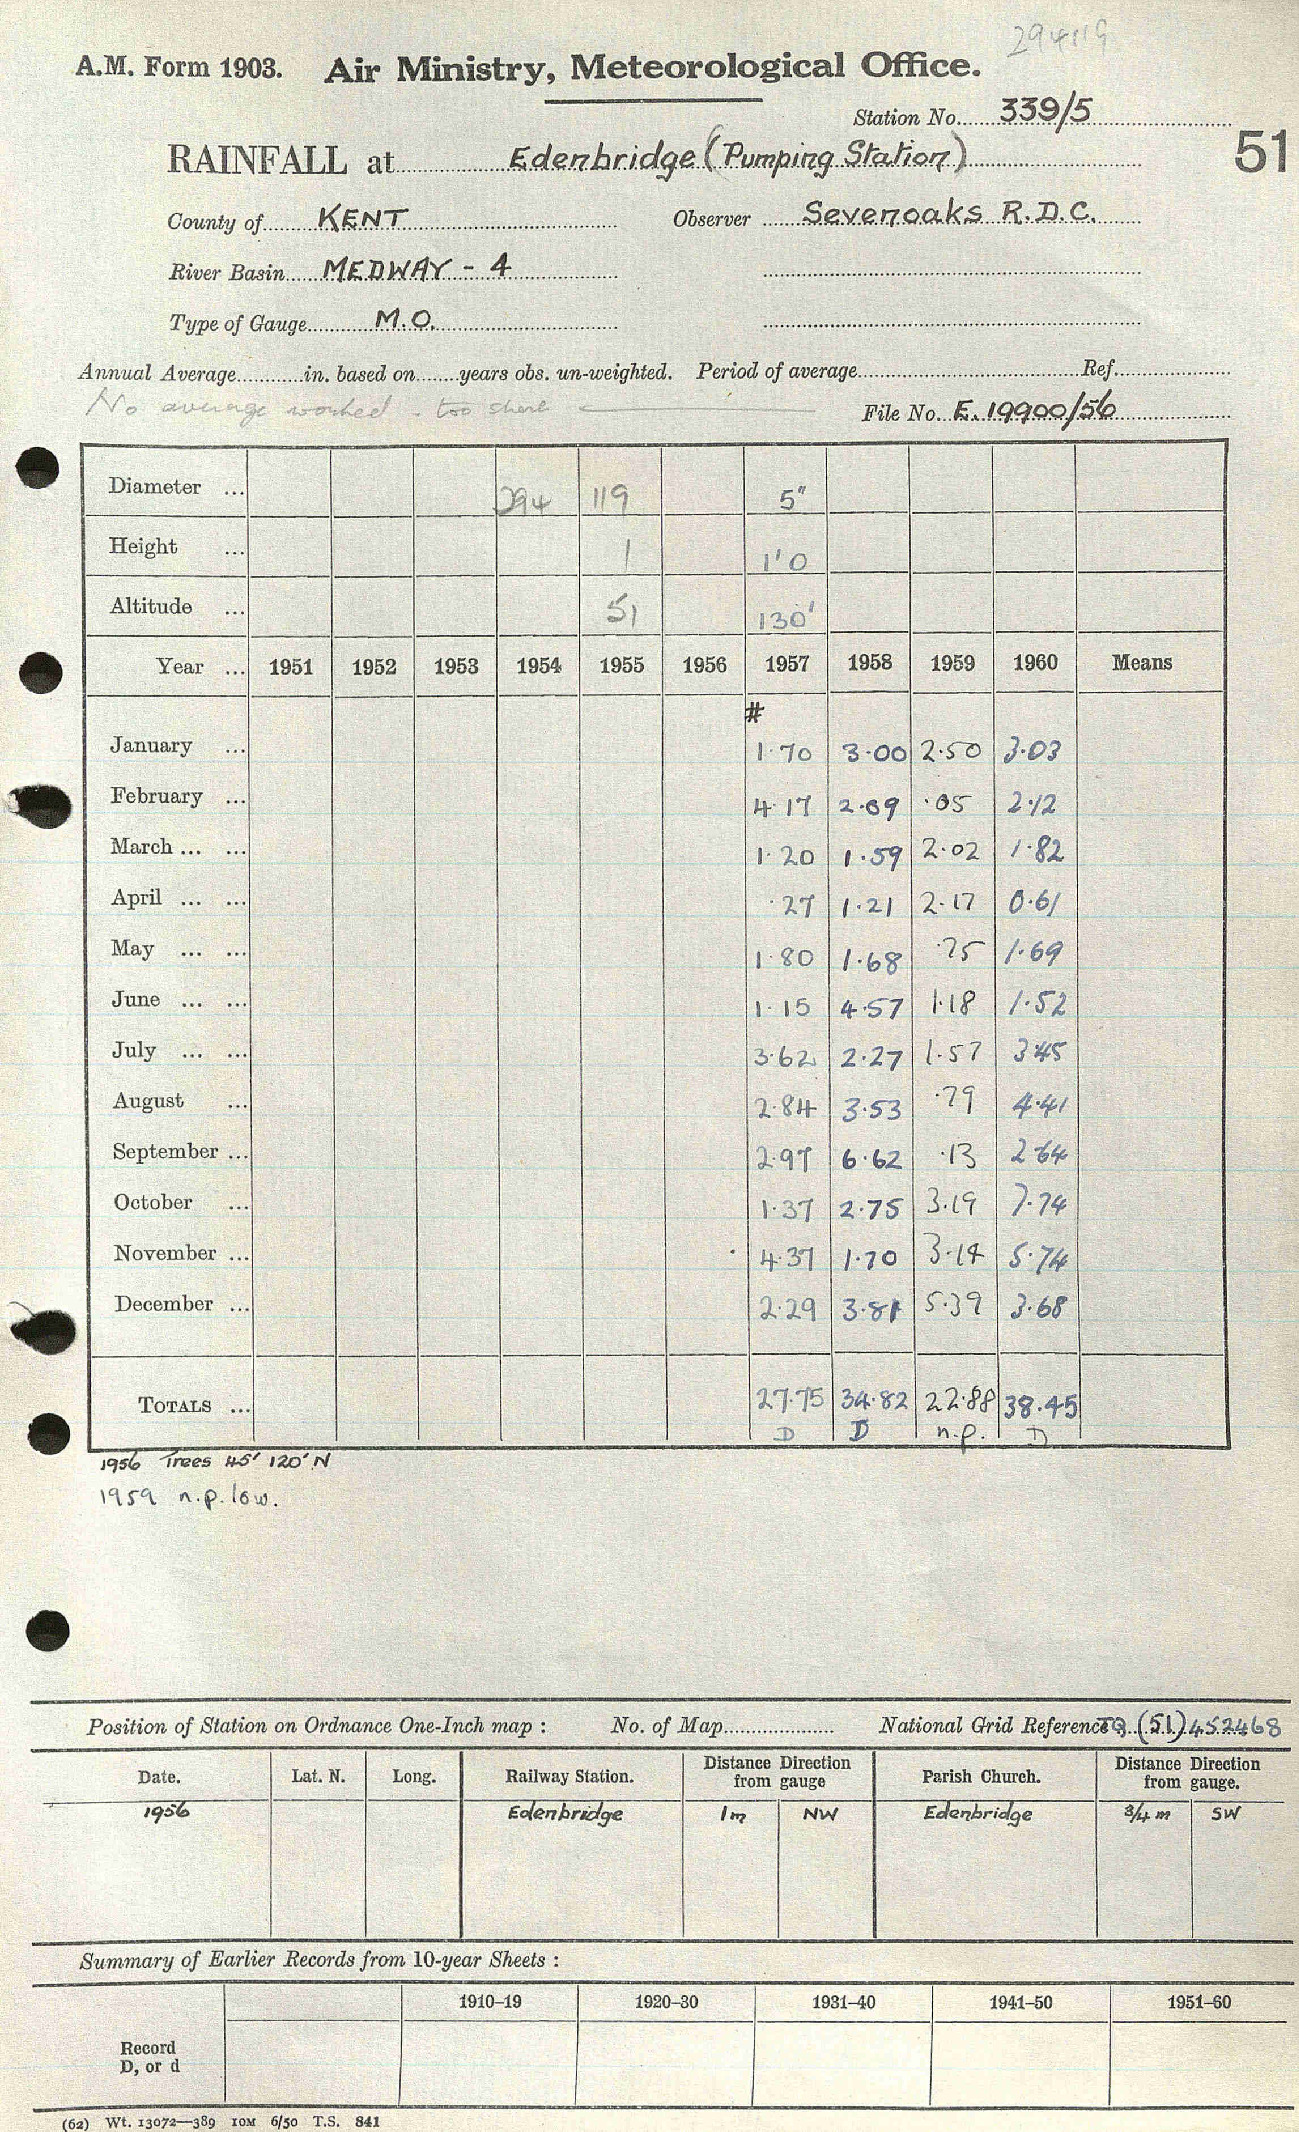 294119
A.M. Form 1903. Air Ministry, Meteorological Office.
Station No. 339/5
51
RAINFALL at Edenbridge (Pumping Station)
County of KENT Observer Sevenoaks R.D.C.
River Basin MEDWAY - 4
Type of Gauge M.O.
Annual Average in. based on years obs. un-weighted. Period of average Ref.
No average worked - too short
File No. E. 19900/56
Diameter ... 294 119 5"
Height ... 1 1'0
Altitude ... 51 130'
Year ... 1951 1952 1953 1954 1955 1956 1957 1958 1959 1960 Means
#
January ... 1.70 3.00 2.50 3.03
February ... 4.17 2.09 .05 2.12
March ... ... 1.20 1.59 2.02 1.82
April ... ... .27 1.21 2.17 0.61
May ... ... 1.80 1.68 .75 1.69
June ... ... 1.15 4.57 1.18 1.52
July ... ... 3.62 2.27 1.57 3.45
August ... 2.84 3.53 .79 4.41
September ... 2.97 6.62 .13 2.64
October ... 1.37 2.75 3.19 7.74
November ... 4.37 1.70 3.14 5.74
December ... 2.29 3.81 5.39 3.68
TOTALS ... 27.75 34.82 22.88 38.45
D D n.p. D
1956 Trees 45' 120' N
1959 n.p. low.
Position of Station on Ordnance One-Inch map : No. of Map National Grid Reference TQ (51) 452468
Date. Lat. N. Long. Railway Station. Distance from gauge Direction Parish Church. Distance from gauge. Direction
1956 Edenbridge 1m NW Edenbridge 3/4 m SW
Summary of Earlier Records from 10-year Sheets :
1910–19 1920–30 1931–40 1941–50 1951–60
Record
D, or d
(62) Wt. 13072—389 10M 6/50 T.S. 841